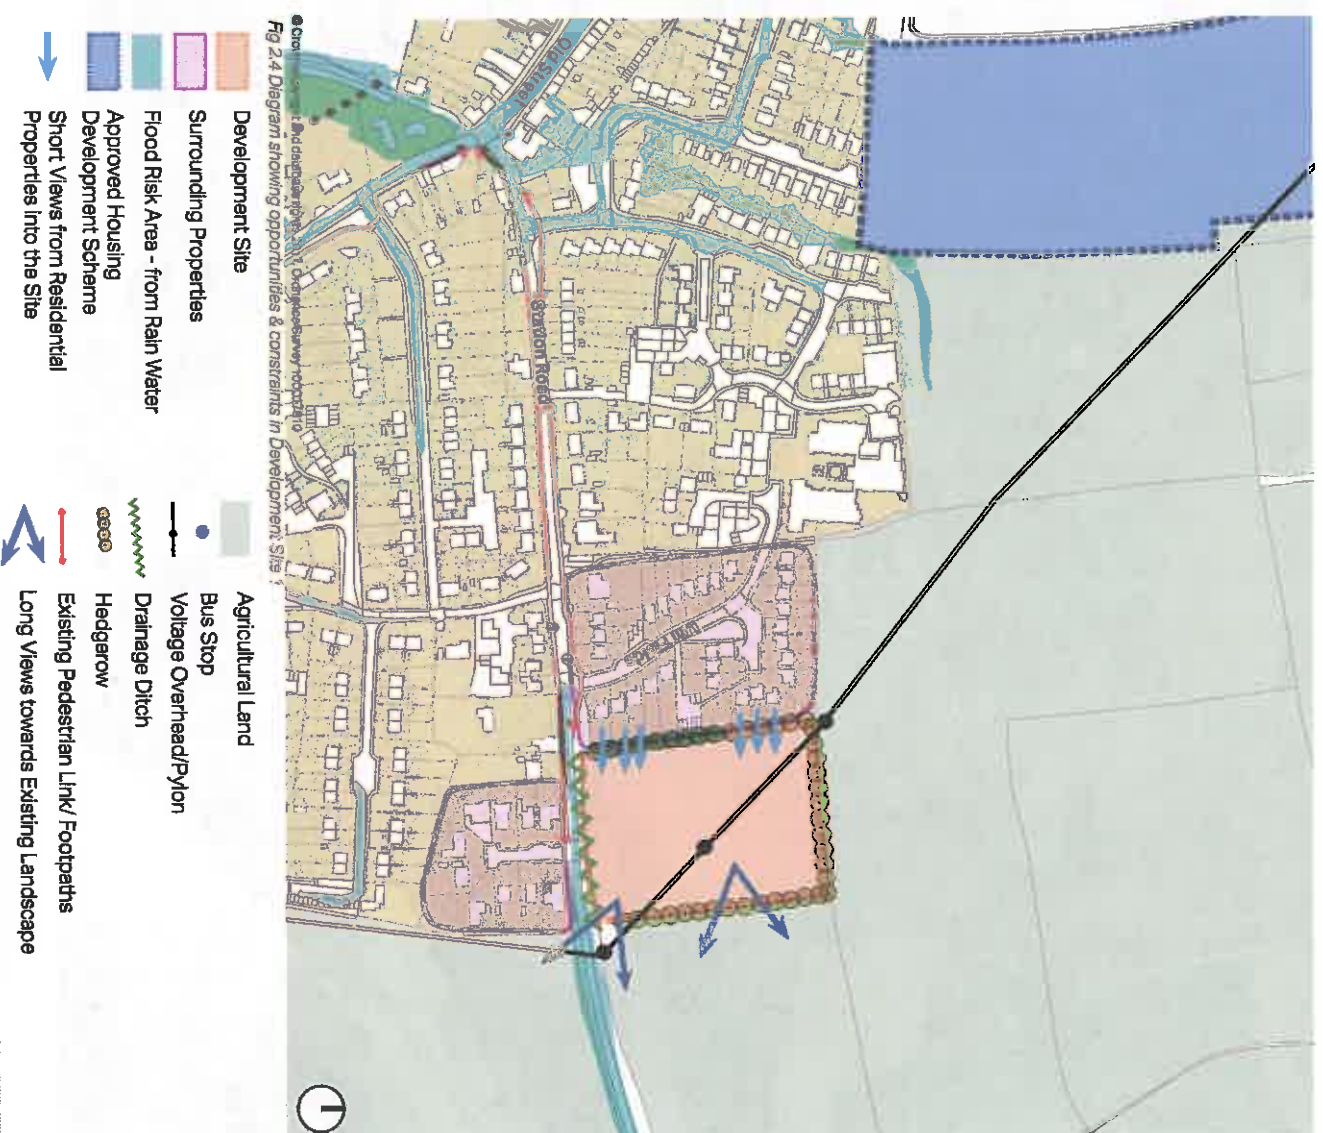 Old Street
Station Road
Fig 2.4 Diagram showing opportunities & constraints in Development Site
Development Site
Surrounding Properties
Flood Risk Area - from Rain Water
Approved Housing
Development Scheme
Short Views from Residential
Properties into the Site
Agricultural Land
Bus Stop
Voltage Overhead/Pylon
Drainage Ditch
Hedgerow
Existing Pedestrian Link/ Footpaths
Long Views towards Existing Landscape